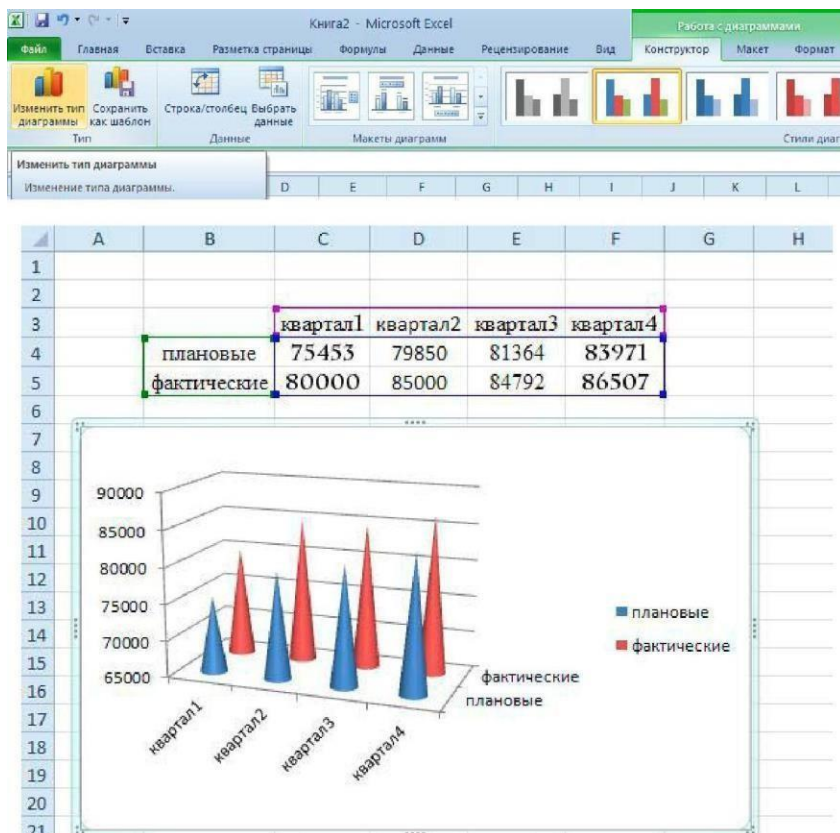 Книга2 - Microsoft Excel
Работа с диаграммами
Файл Главная Вставка Разметка страницы Формулы Данные Рецензирование Вид Конструктор Макет Формат
Изменить тип диаграммы Сохранить как шаблон Строка/столбец Выбрать данные
Тип Данные Макеты диаграмм Стили диаг
Изменить тип диаграммы
Изменение типа диаграммы.
D E F G H I J K L
A B C D E F G H
1
2
3 квартал1 квартал2 квартал3 квартал4
4 плановые 75453 79850 81364 83971
5 фактические 80000 85000 84792 86507
6
7
8
9
10
11
12
13
14
15
16
17
18
19
20
21
90000
85000
80000
75000
70000
65000
плановые
фактические
фактические
плановые
квартал1 квартал2 квартал3 квартал4